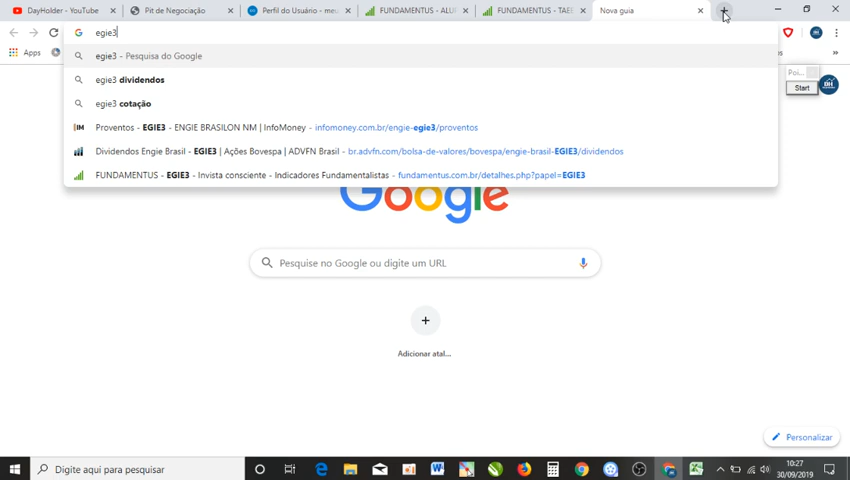 DayHolder - YouTube
Pit de Negociação
Perfil do Usuário - me
FUNDAMENTUS - ALU
FUNDAMENTUS - TAE
Nova guia
egie3
Apps
egie3 - Pesquisa do Google
egie3 dividendos
egie3 cotação
Proventos - EGIE3 - ENGIE BRASILON NM | InfoMoney - infomoney.com.br/engie-egie3/proventos
Dividendos Engie Brasil - EGIE3 | Ações Bovespa | ADVFN Brasil - br.advfn.com/bolsa-de-valores/bovespa/engie-brasil-EGIE3/dividendos
FUNDAMENTUS - EGIE3 - Invista consciente - Indicadores Fundamentalistas - fundamentus.com.br/detalhes.php?papel=EGIE3
Poi...
Start
Google
Pesquise no Google ou digite um URL
Adicionar atal...
Personalizar
Digite aqui para pesquisar
10:27
30/09/2019